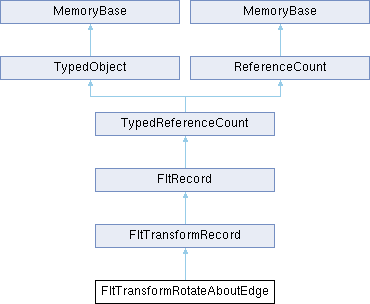 MemoryBase MemoryBase
TypedObject ReferenceCount
TypedReferenceCount
FltRecord
FltTransformRecord
FltTransformRotateAboutEdge